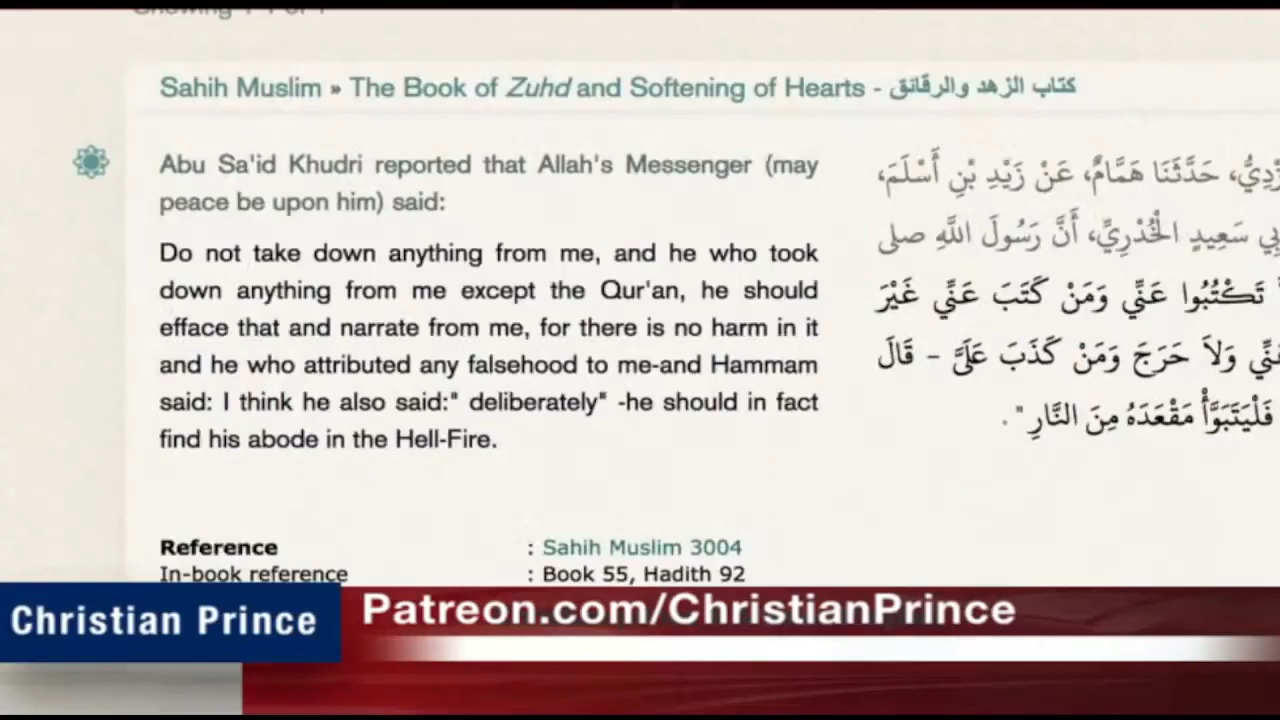 Showing 1-1 of 1
Sahih Muslim » The Book of Zuhd and Softening of Hearts - كتاب الزهد والرقائق
Abu Sa'id Khudri reported that Allah's Messenger (may
peace be upon him) said:
Do not take down anything from me, and he who took
down anything from me except the Qur'an, he should
efface that and narrate from me, for there is no harm in it
and he who attributed any falsehood to me-and Hammam
said: I think he also said:" deliberately" -he should in fact
find his abode in the Hell-Fire.
حَدَّثَنَا هَمَّامٌ، عَنْ زَيْدِ بْنِ أَسْلَمَ،
سَعِيدٍ الْخُدْرِيِّ، أَنَّ رَسُولَ اللَّهِ صلى
تَكْتُبُوا عَنِّي وَمَنْ كَتَبَ عَنِّي غَيْرَ
وَلاَ حَرَجَ وَمَنْ كَذَبَ عَلَىَّ - قَالَ
فَلْيَتَبَوَّأْ مَقْعَدَهُ مِنَ النَّارِ " .
Reference : Sahih Muslim 3004
In-book reference : Book 55, Hadith 92
Christian Prince
Patreon.com/ChristianPrince